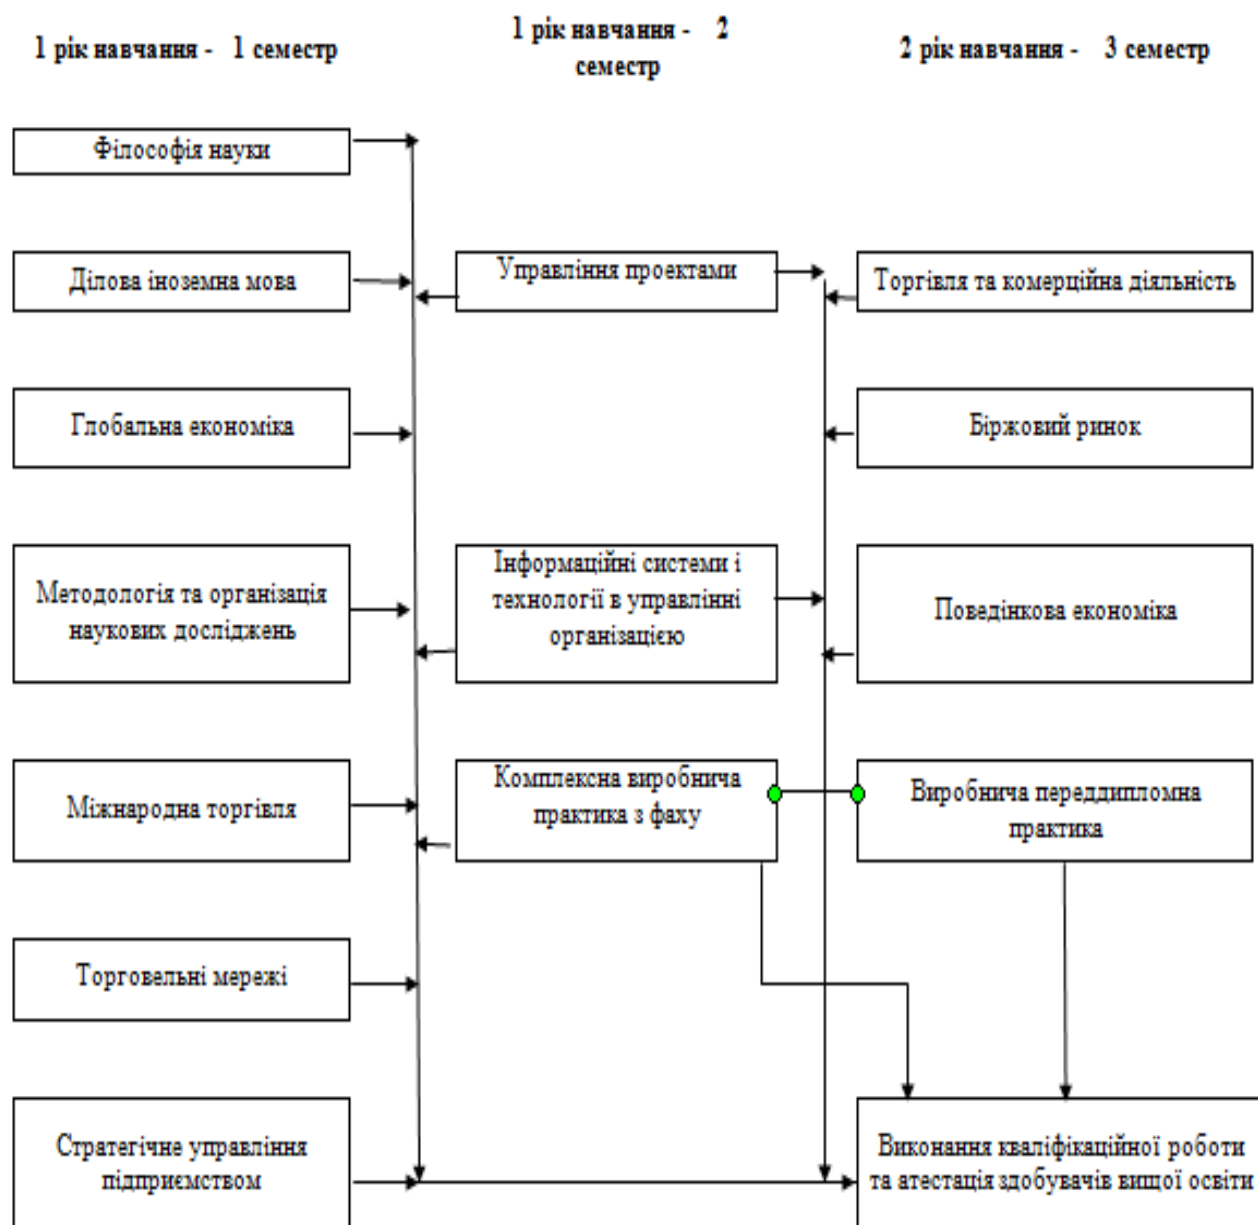 1 рік навчання - 1 семестр
1 рік навчання - 2
семестр
2 рік навчання - 3 семестр
Філософія науки
Ділова іноземна мова
Управління проектами
Торгівля та комерційна діяльність
Глобальна економіка
Біржовий ринок
Методологія та організація
наукових досліджень
Інформаційні системи і
технології в управлінні
організацією
Поведінкова економіка
Міжнародна торгівля
Комплексна виробнича
практика з фаху
Виробнича переддипломна
практика
Торговельні мережі
Стратегічне управління
підприємством
Виконання кваліфікаційної роботи
та атестація здобувачів вищої освіти